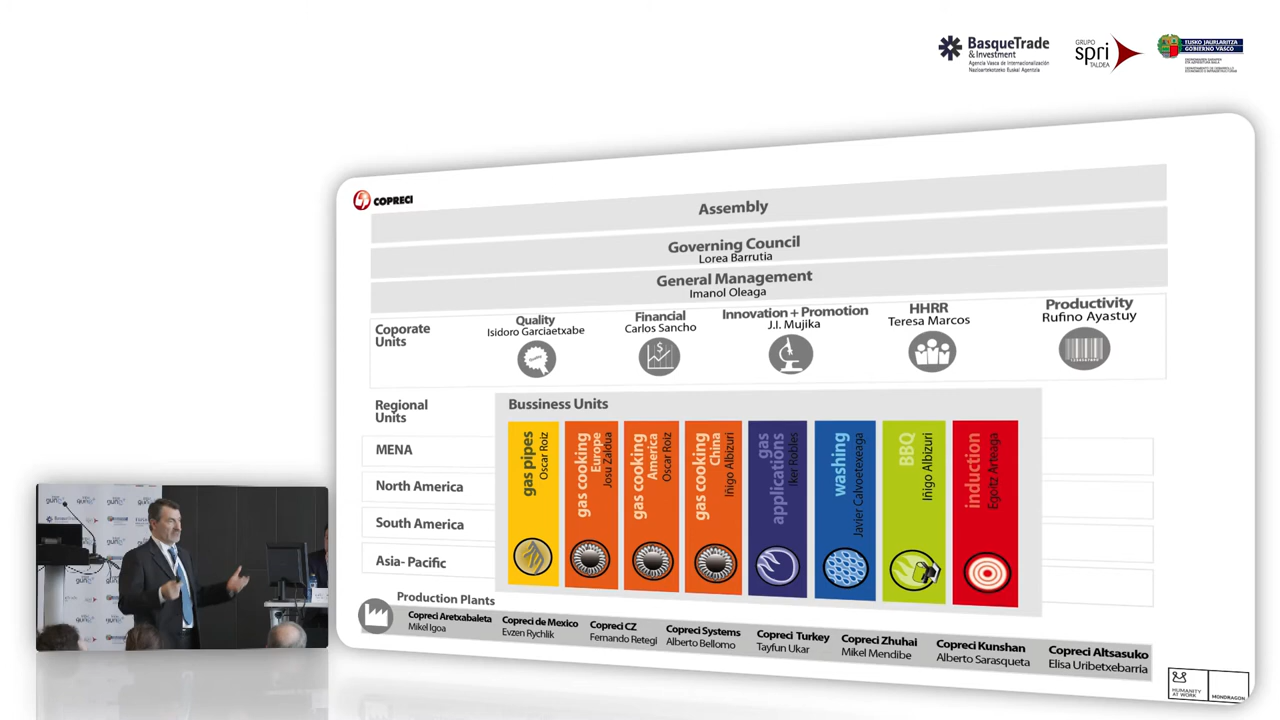 BasqueTrade
& Investment
Agencia Vasca de Internacionalización
Nazioartekotzeko Euskal Agentzia
GRUPO
spri
TALDEA
EUSKO JAURLARITZA
GOBIERNO VASCO
COPRECI
Assembly
Governing Council
Lorea Barrutia
General Management
Imanol Oleaga
Coporate
Units
Quality
Isidoro Garciaetxabe
Financial
Carlos Sancho
Innovation + Promotion
J.I. Mujika
HHRR
Teresa Marcos
Productivity
Rufino Ayastuy
Regional
Units
MENA
North America
South America
Asia- Pacific
Bussiness Units
gas pipes
Oscar Roiz
gas cooking
Europe
Josu Zaldua
gas cooking
America
Oscar Roiz
gas cooking
China
Iñigo Albizuri
gas
applications
Iker Robles
washing
Javier Calvoetexeaga
BBQ
Iñigo Albizuri
induction
Egoitz Arteaga
Production Plants
Copreci Aretxabaleta
Mikel Igoa
Copreci de Mexico
Evzen Rychlik
Copreci CZ
Fernando Retegi
Copreci Systems
Alberto Bellomo
Copreci Turkey
Tayfun Ukar
Copreci Zhuhai
Mikel Mendibe
Copreci Kunshan
Alberto Sarasqueta
Copreci Altsasuko
Elisa Uribetxebarria
HUMANITY
AT WORK
MONDRAGON